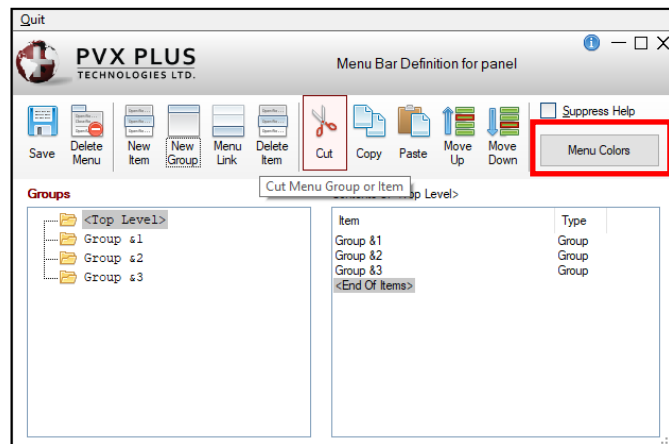 Quit
PVX PLUS
TECHNOLOGIES LTD.
Menu Bar Definition for panel
Suppress Help
Save
Delete Menu
New Item
New Group
Menu Link
Delete Item
Cut
Copy
Paste
Move Up
Move Down
Menu Colors
Cut Menu Group or Item
Groups
Top Level>
<Top Level>
Group &1
Group &2
Group &3
Item Type
Group &1 Group
Group &2 Group
Group &3 Group
<End Of Items>